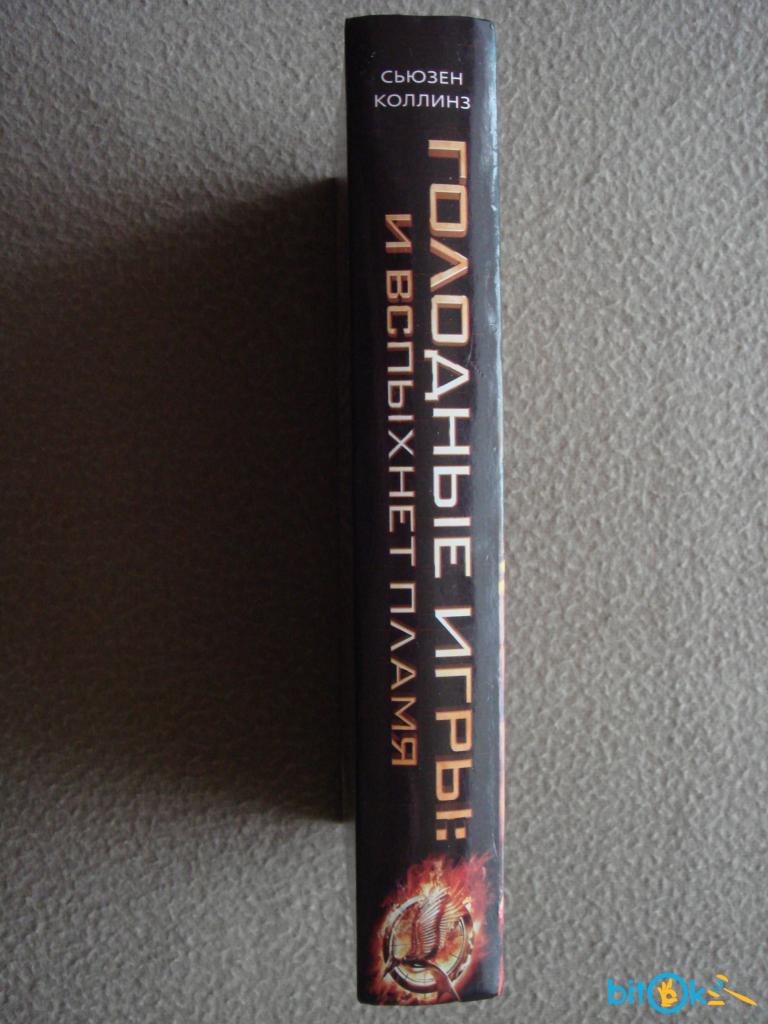 СЬЮЗЕН
КОЛЛИНЗ
ГОЛОДНЫЕ ИГРЫ:
И ВСПЫХНЕТ ПЛАМЯ
bitok